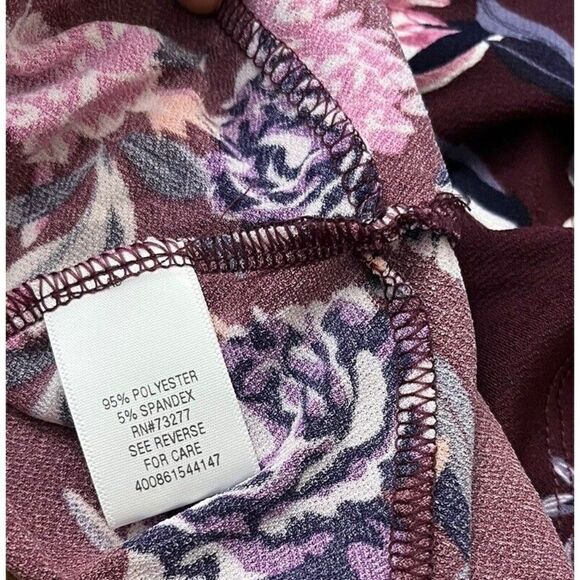 95% POLYESTER
5% SPANDEX
RN#73277
SEE REVERSE
FOR CARE
400861544147